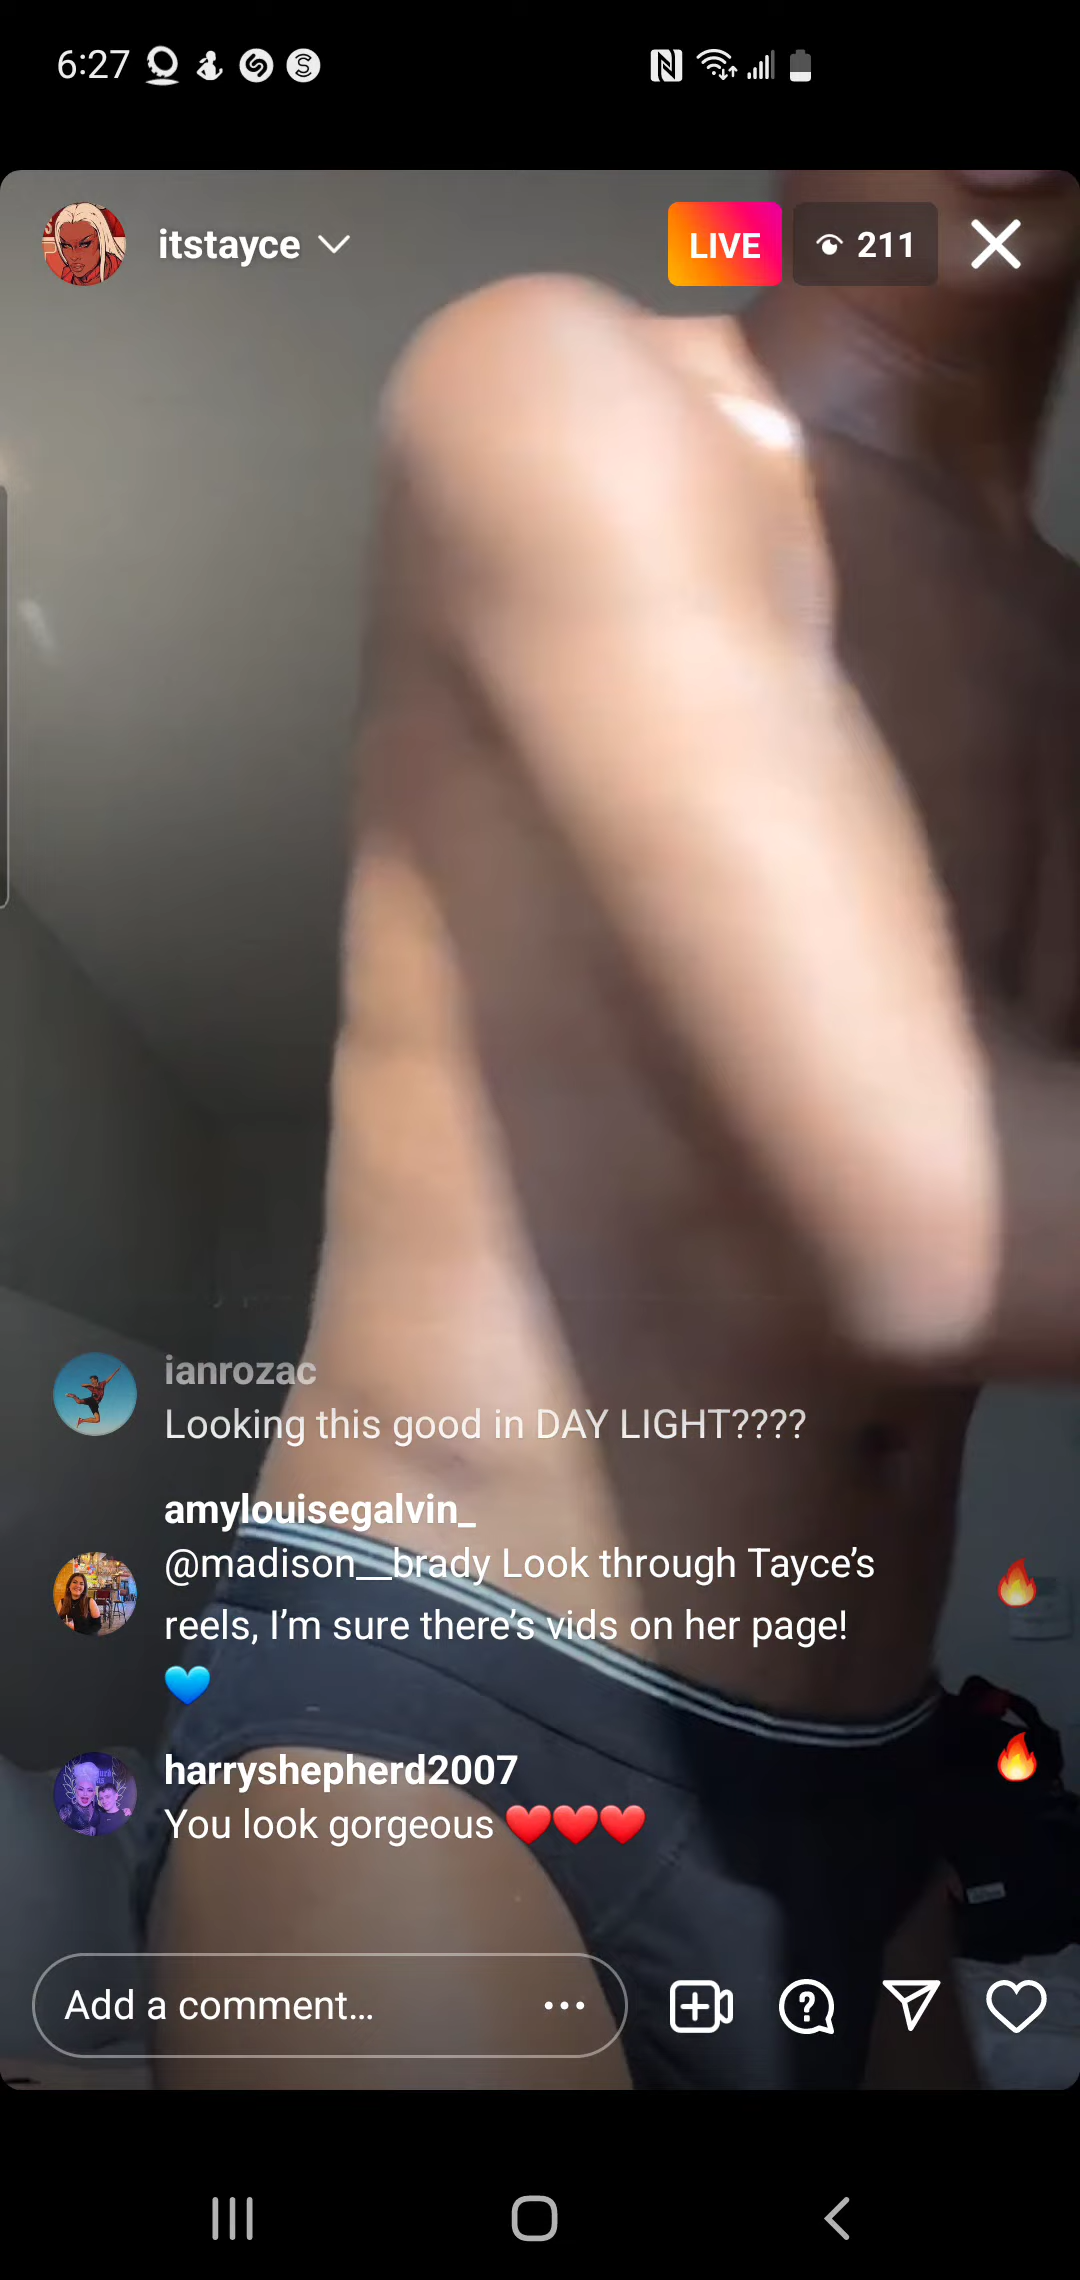 6:27
itstayce
LIVE
211
ianrozac
Looking this good in DAY LIGHT????
amylouisegalvin_
@madison__brady Look through Tayce’s
reels, I’m sure there’s vids on her page!
💙
harryshepherd2007
You look gorgeous ❤️❤️❤️
Add a comment…